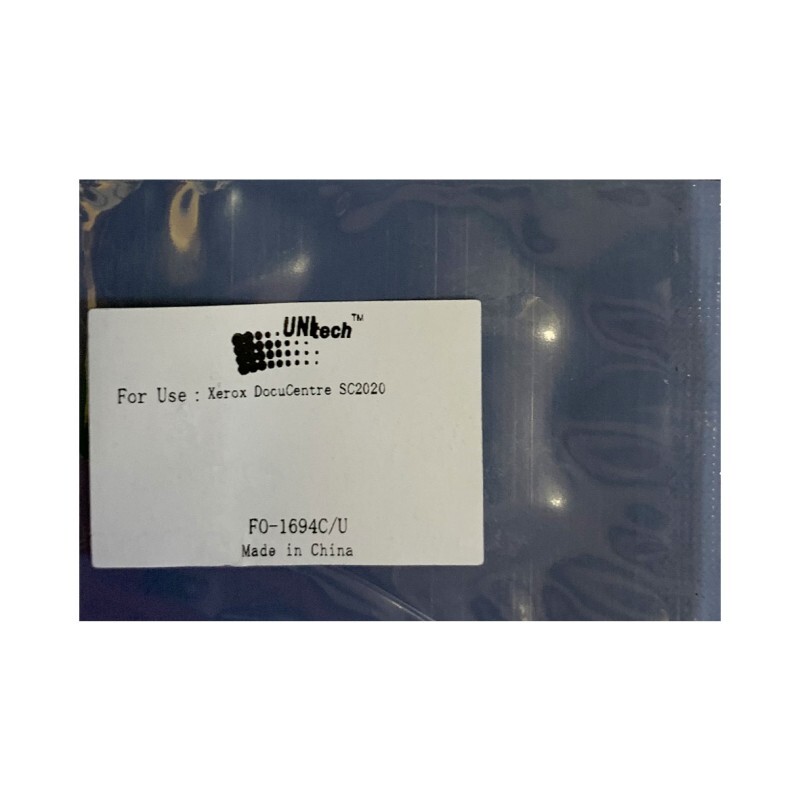 UNItech™
For Use : Xerox DocuCentre SC2020
FO-1694C/U
Made in China